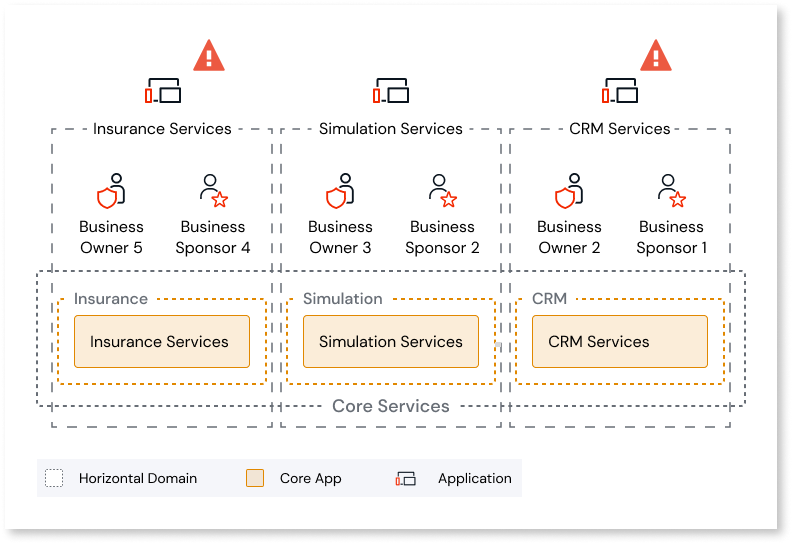 Insurance Services
Simulation Services
CRM Services
Business
Owner 5
Business
Sponsor 4
Business
Owner 3
Business
Sponsor 2
Business
Owner 2
Business
Sponsor 1
Insurance
Simulation
CRM
Insurance Services
Simulation Services
CRM Services
Core Services
Horizontal Domain
Core App
Application